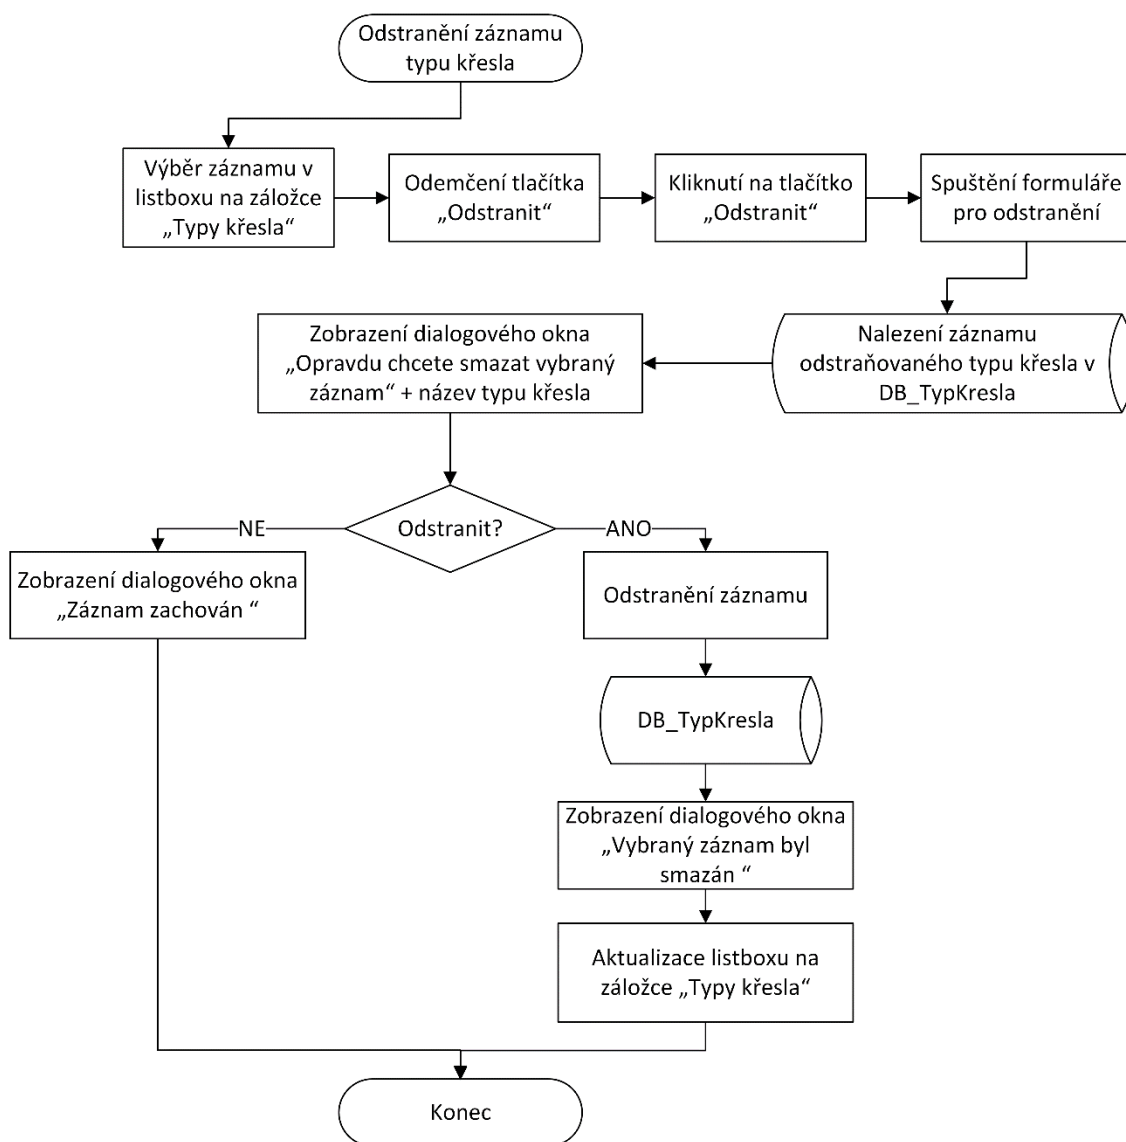 Odstranění záznamu
typu křesla
Výběr záznamu v
listboxu na záložce
„Typy křesla“
Odemčení tlačítka
„Odstranit“
Kliknutí na tlačítko
„Odstranit“
Spuštění formuláře
pro odstranění
Nalezení záznamu
odstraňovaného typu křesla v
DB_TypKresla
Zobrazení dialogového okna
„Opravdu chcete smazat vybraný
záznam“ + název typu křesla
Odstranit?
NE
ANO
Zobrazení dialogového okna
„Záznam zachován “
Odstranění záznamu
DB_TypKresla
Zobrazení dialogového okna
„Vybraný záznam byl
smazán “
Aktualizace listboxu na
záložce „Typy křesla“
Konec